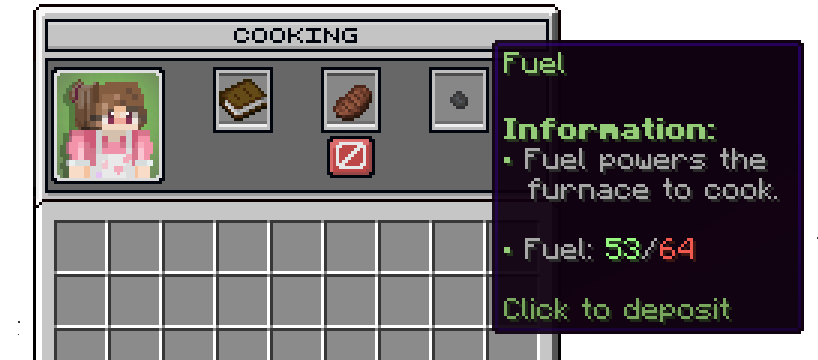 COOKING
Fuel
Information:
• Fuel powers the
furnace to cook.
• Fuel: 53/64
Click to deposit